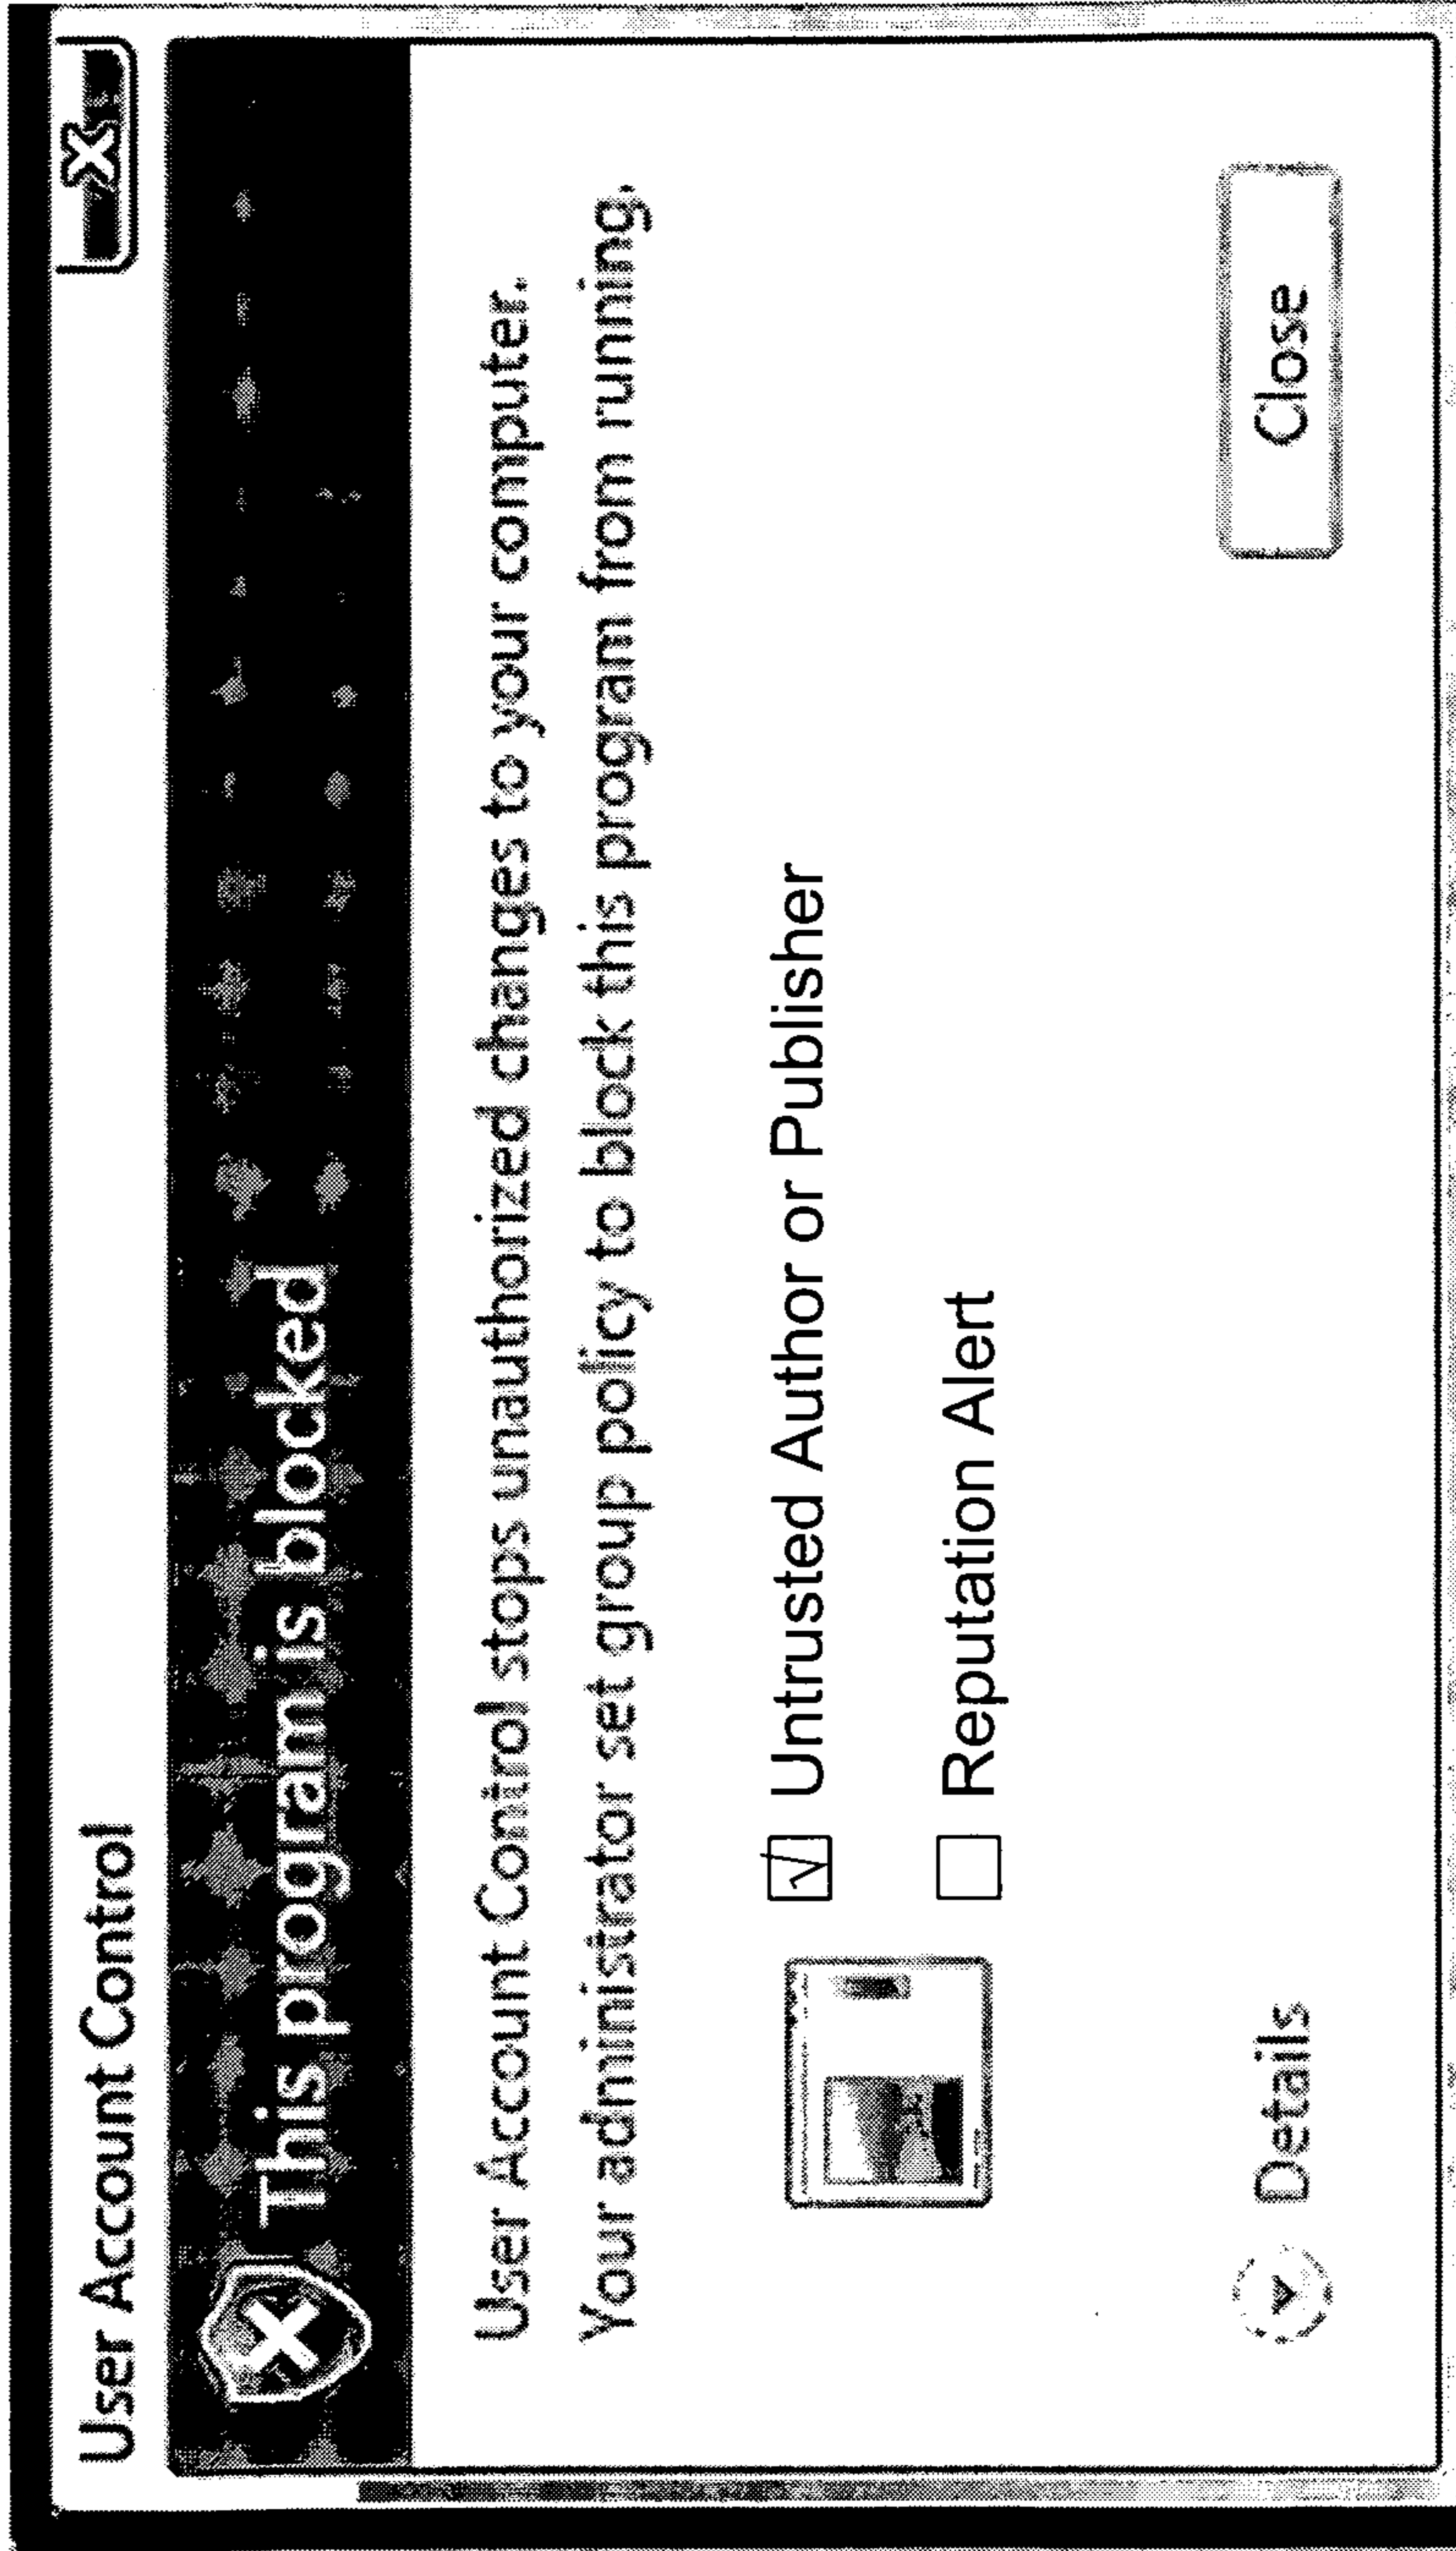 User Account Control
X
This program is blocked
User Account Control stops unauthorized changes to your computer.
Your administrator set group policy to block this program from running.
Untrusted Author or Publisher
Reputation Alert
Details
Close